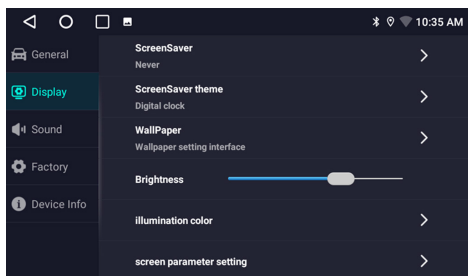 10:35 AM
General
Display
Sound
Factory
Device Info
ScreenSaver
Never
ScreenSaver theme
Digital clock
WallPaper
Wallpaper setting interface
Brightness
illumination color
screen parameter setting